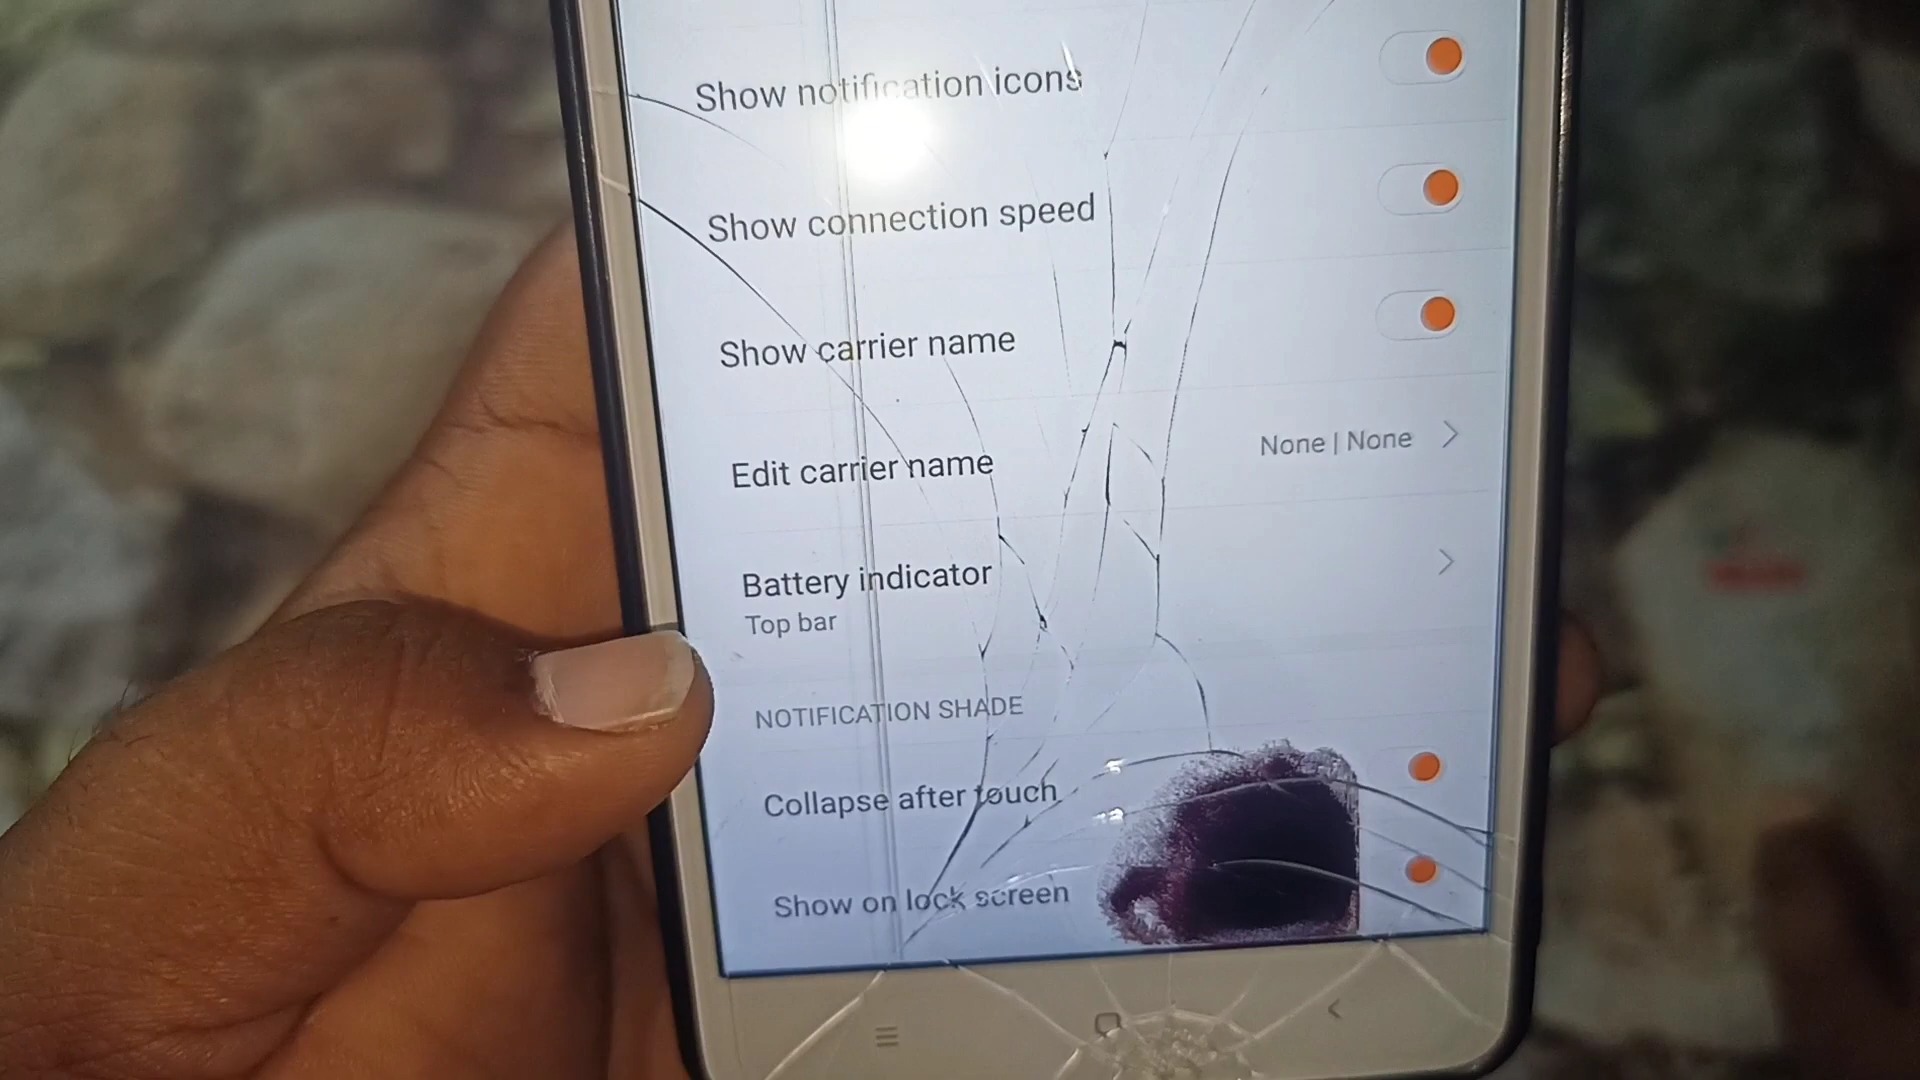 Show notification icons
Show connection speed
Show carrier name
Edit carrier name
None | None
Battery indicator
Top bar
NOTIFICATION SHADE
Collapse after touch
Show on lock screen